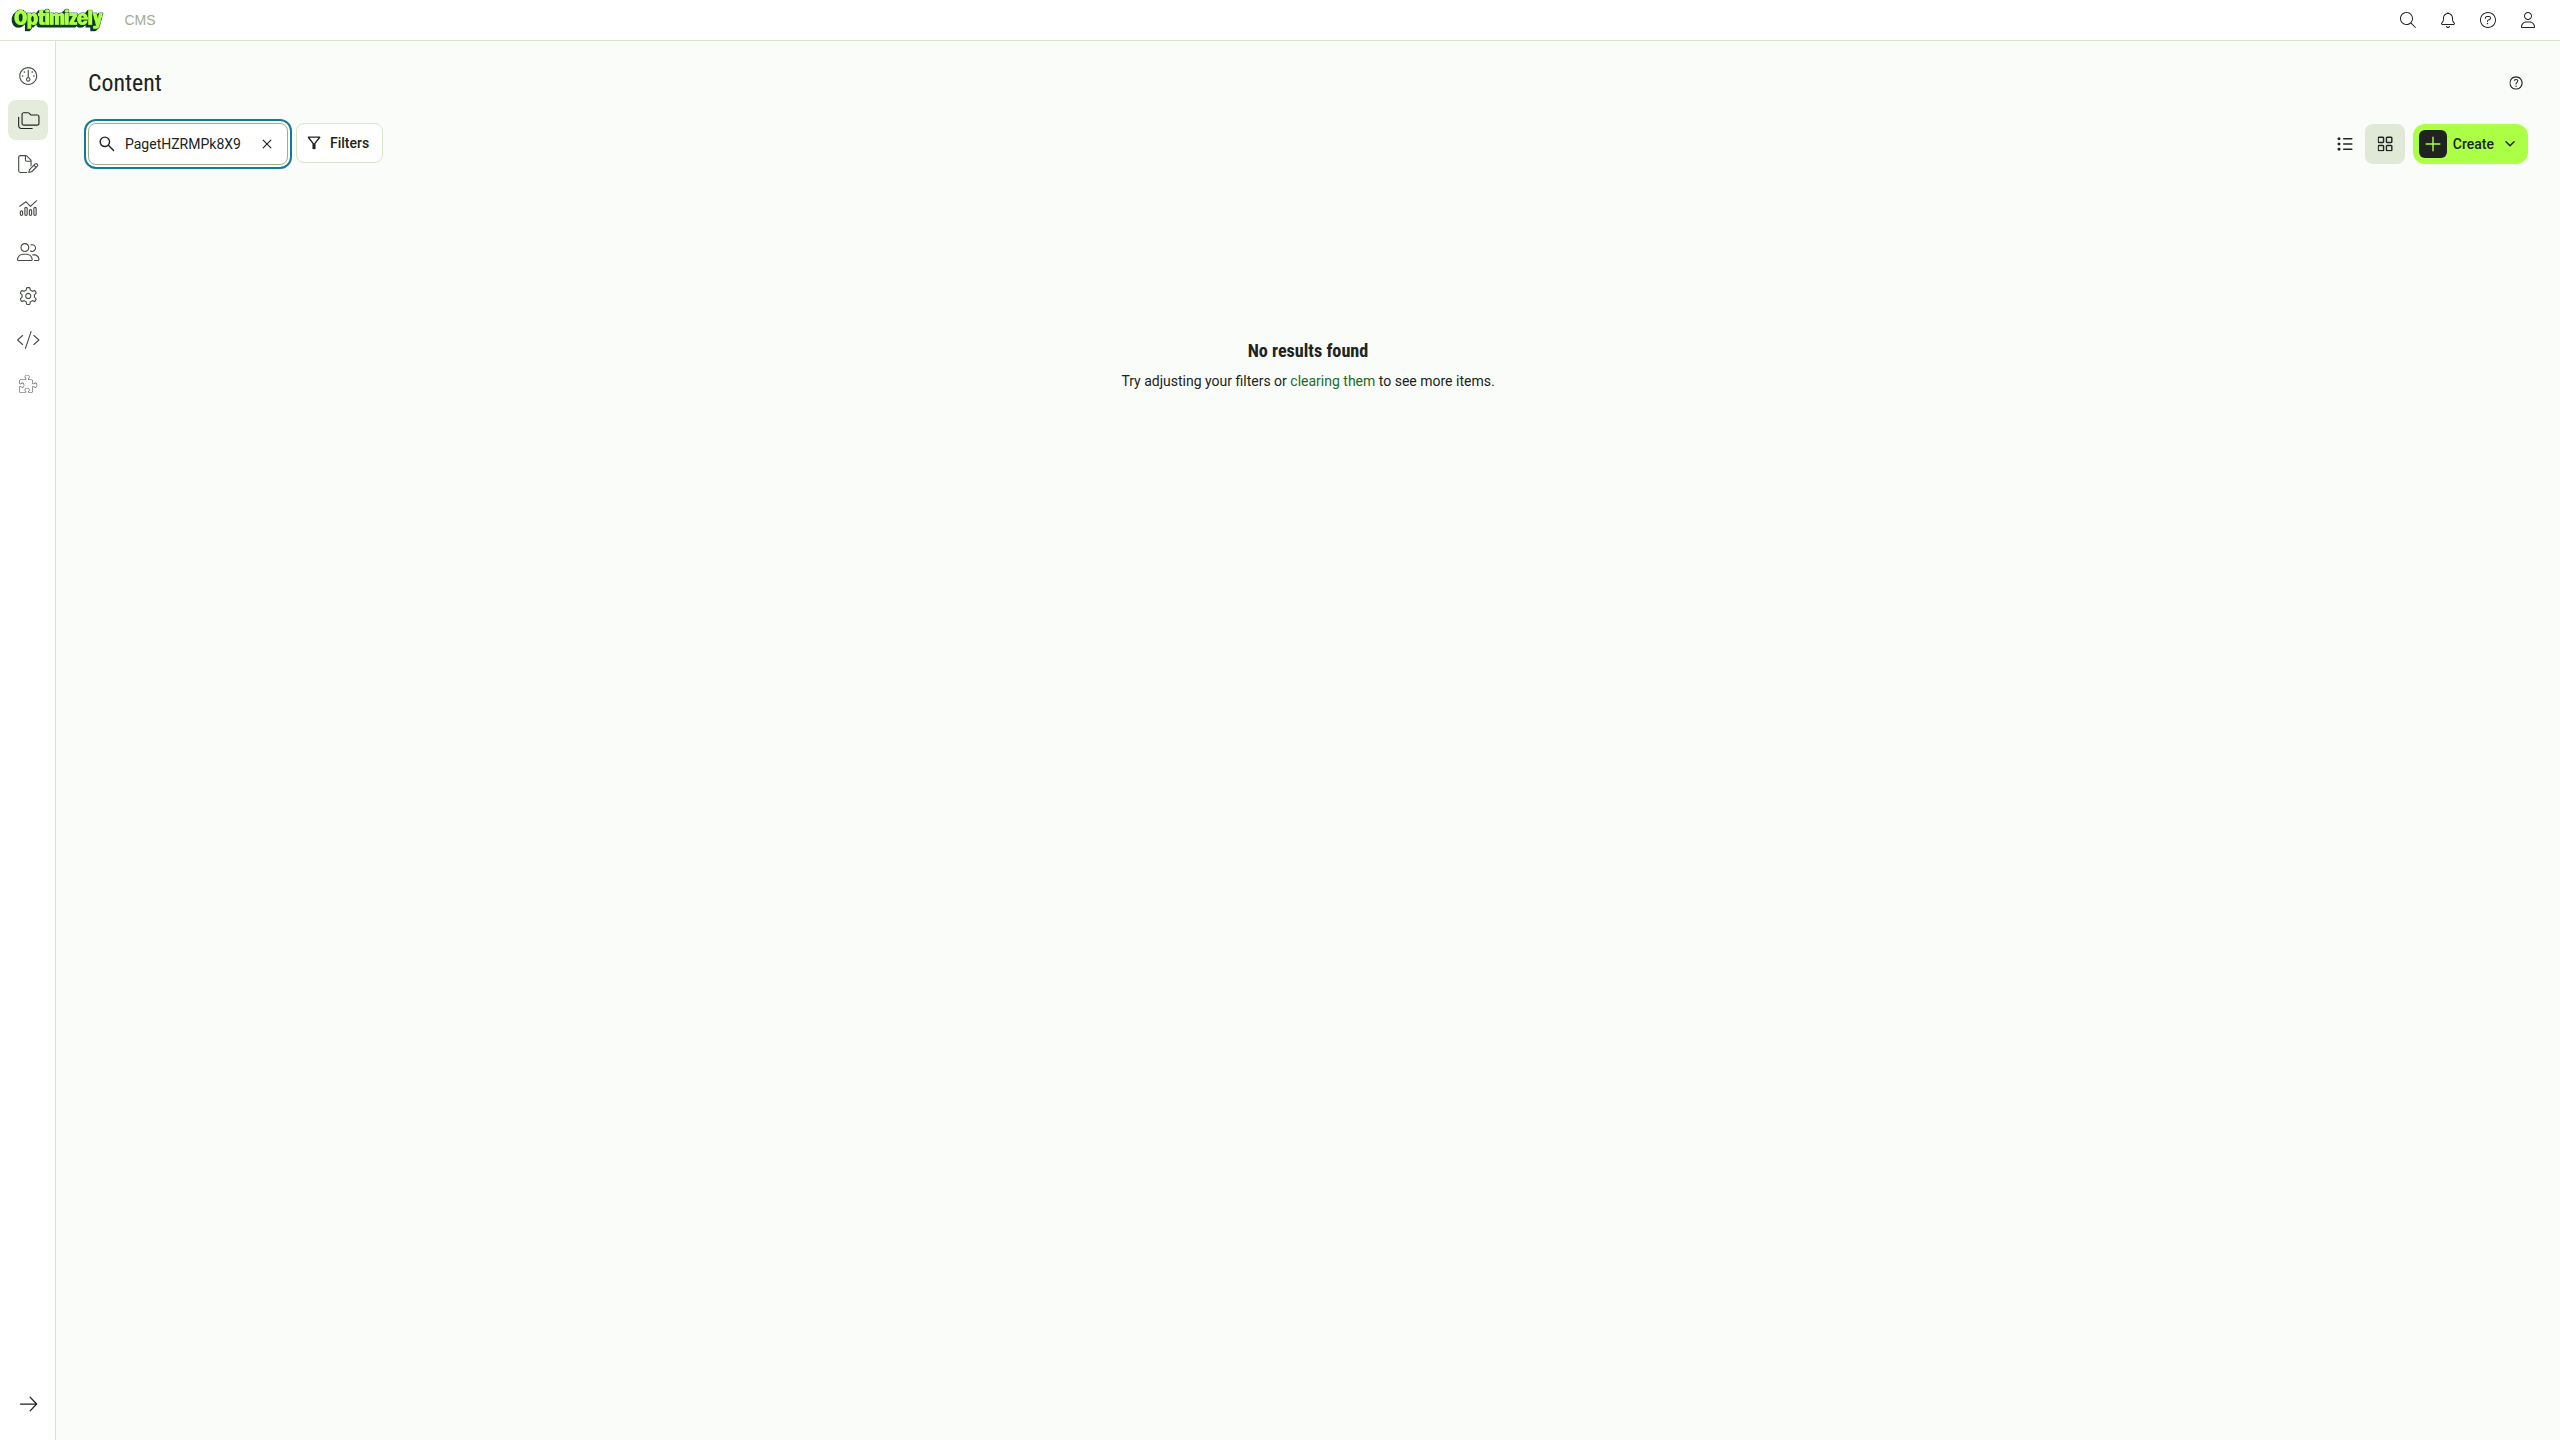 Optimizely CMS
Content
PagetHZRMPk8X9
Filters
Create
No results found
Try adjusting your filters or clearing them to see more items.